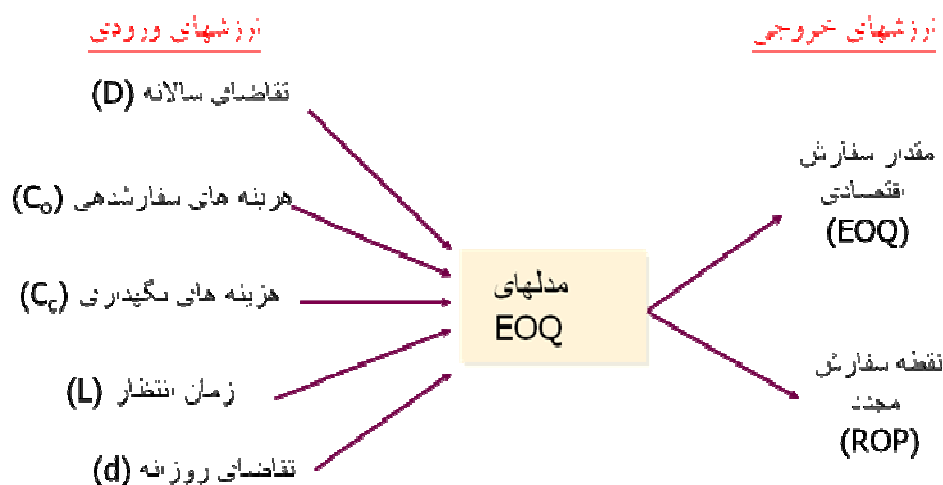 ارزشهای ورودی
تقاضای سالانه (D)
هزینه های سفارشدهی (Co)
هزینه های نگهداری (Cc)
زمان انتظار (L)
تقاضای روزانه (d)
مدلهای
EOQ
ارزشهای خروجی
مقدار سفارش
اقتصادی
(EOQ)
نقطه سفارش
مجدد
(ROP)